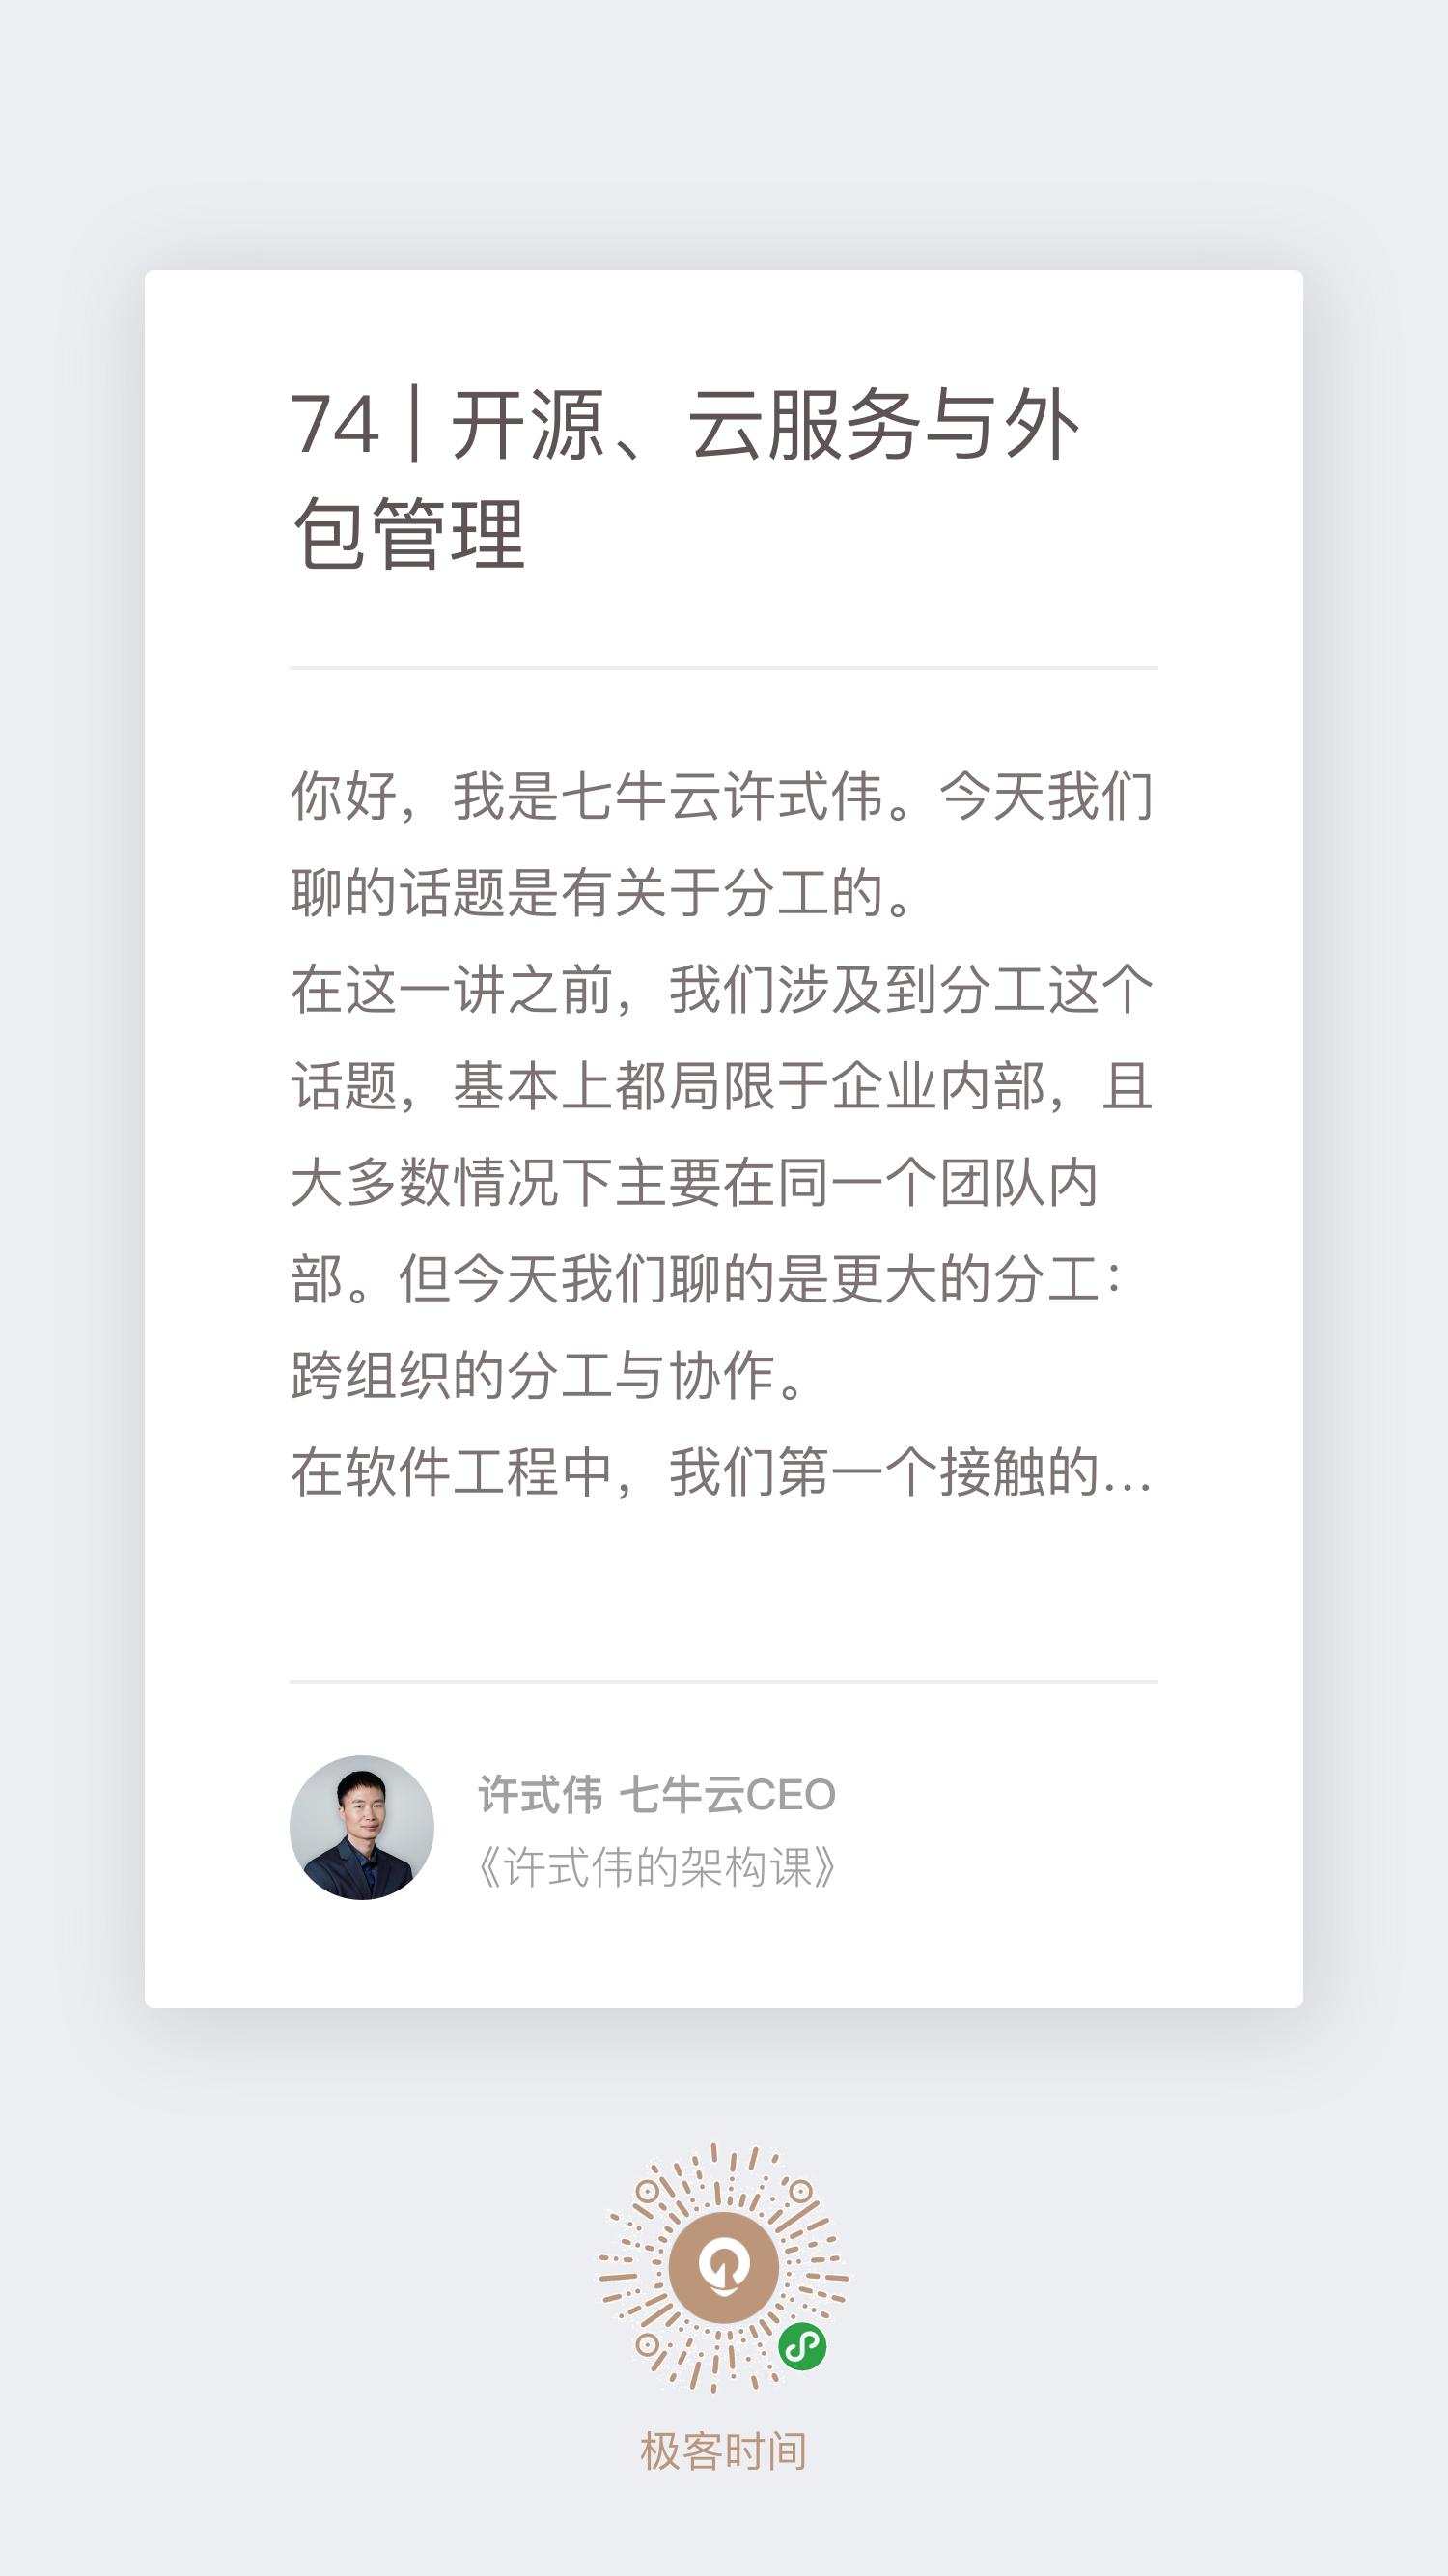 74 | 开源、云服务与外
包管理
你好，我是七牛云许式伟。今天我们
聊的话题是有关于分工的。
在这一讲之前，我们涉及到分工这个
话题，基本上都局限于企业内部，且
大多数情况下主要在同一个团队内
部。但今天我们聊的是更大的分工：
跨组织的分工与协作。
在软件工程中，我们第一个接触的...
许式伟 七牛云CEO
《许式伟的架构课》
极客时间